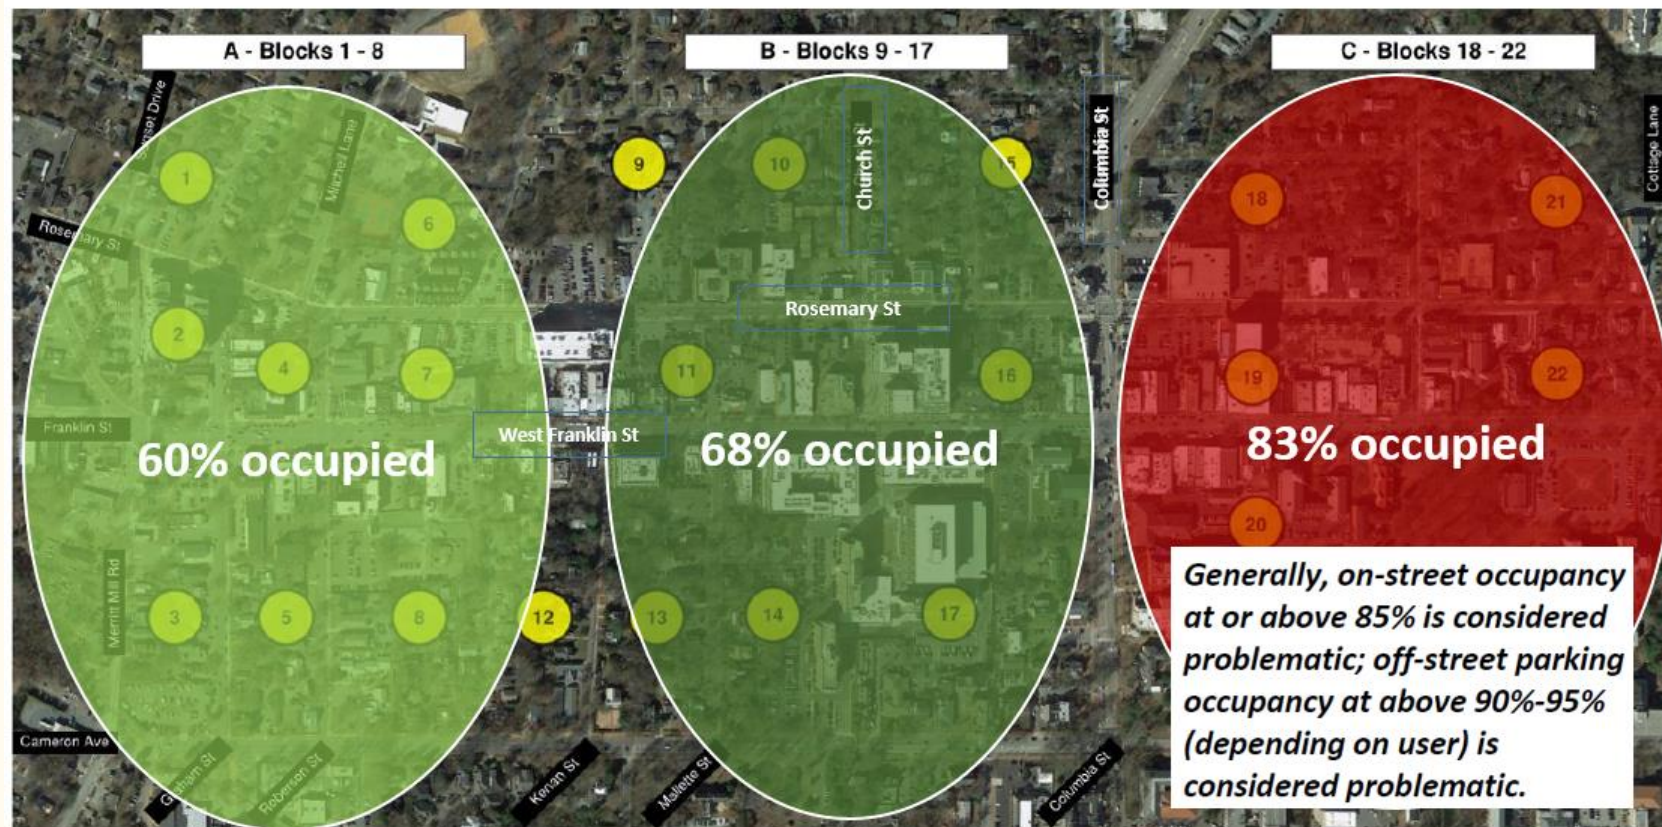 A - Blocks 1 - 8
B - Blocks 9 - 17
C - Blocks 18 - 22
Sunset Drive
Mitchell Lane
Church St
Columbia St
Cottage Lane
1
6
9
10
15
18
21
Rosemary St
Rosemary St
2
4
7
11
16
19
22
Franklin St
West Franklin St
60% occupied
68% occupied
83% occupied
20
Merritt Mill Rd
3
5
8
12
13
14
17
Generally, on-street occupancy
at or above 85% is considered
problematic; off-street parking
occupancy at above 90%-95%
(depending on user) is
considered problematic.
Cameron Ave
Graham St
Roberson St
Kenan St
Mallette St
Columbia St